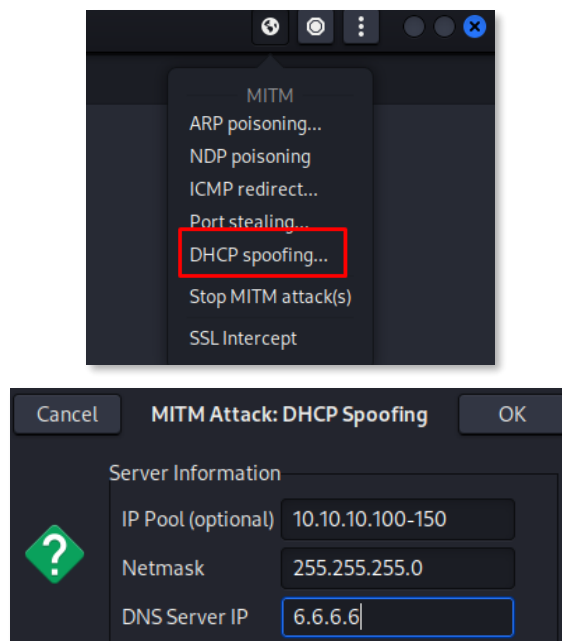 MITM
ARP poisoning...
NDP poisoning
ICMP redirect...
Port stealing...
DHCP spoofing...
Stop MITM attack(s)
SSL Intercept
Cancel MITM Attack: DHCP Spoofing OK
Server Information
IP Pool (optional) 10.10.10.100-150
Netmask 255.255.255.0
DNS Server IP 6.6.6.6